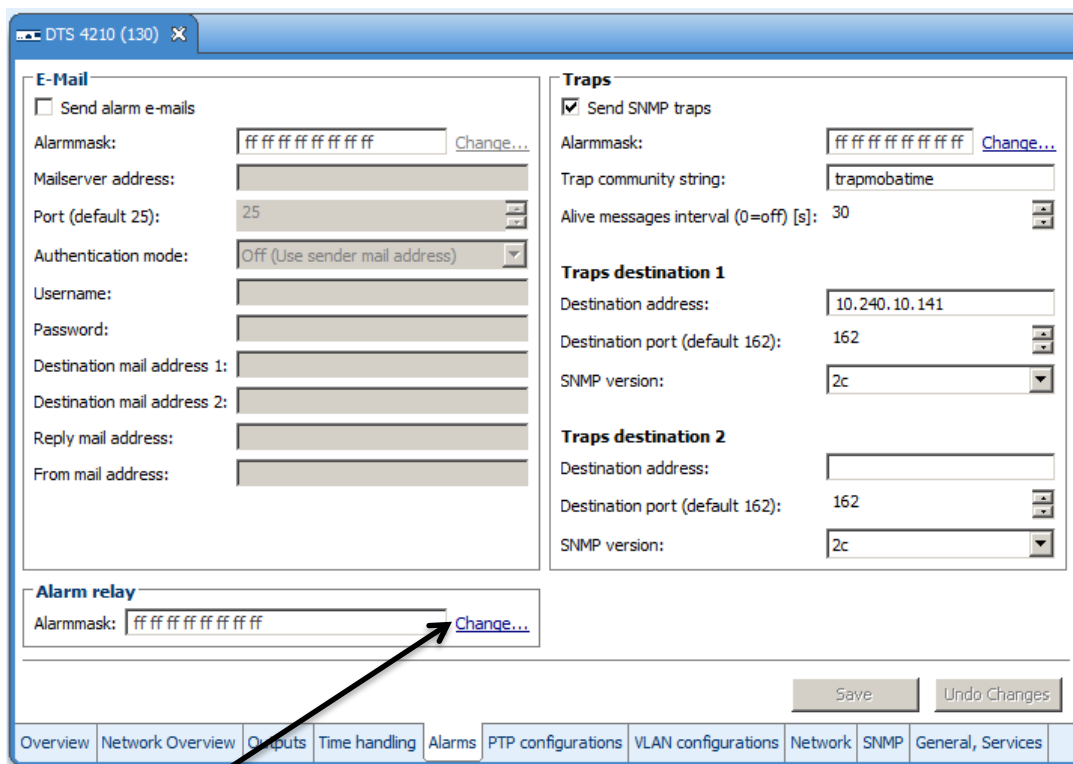 DTS 4210 (130)
E-Mail
Send alarm e-mails
Alarmmask: ff ff ff ff ff ff ff ff Change...
Mailserver address:
Port (default 25): 25
Authentication mode: Off (Use sender mail address)
Username:
Password:
Destination mail address 1:
Destination mail address 2:
Reply mail address:
From mail address:
Traps
Send SNMP traps
Alarmmask: ff ff ff ff ff ff ff ff Change...
Trap community string: trapmobatime
Alive messages interval (0=off) [s]: 30
Traps destination 1
Destination address: 10.240.10.141
Destination port (default 162): 162
SNMP version: 2c
Traps destination 2
Destination address:
Destination port (default 162): 162
SNMP version: 2c
Alarm relay
Alarmmask: ff ff ff ff ff ff ff ff Change...
Save Undo Changes
Overview Network Overview Outputs Time handling Alarms PTP configurations VLAN configurations Network SNMP General, Services